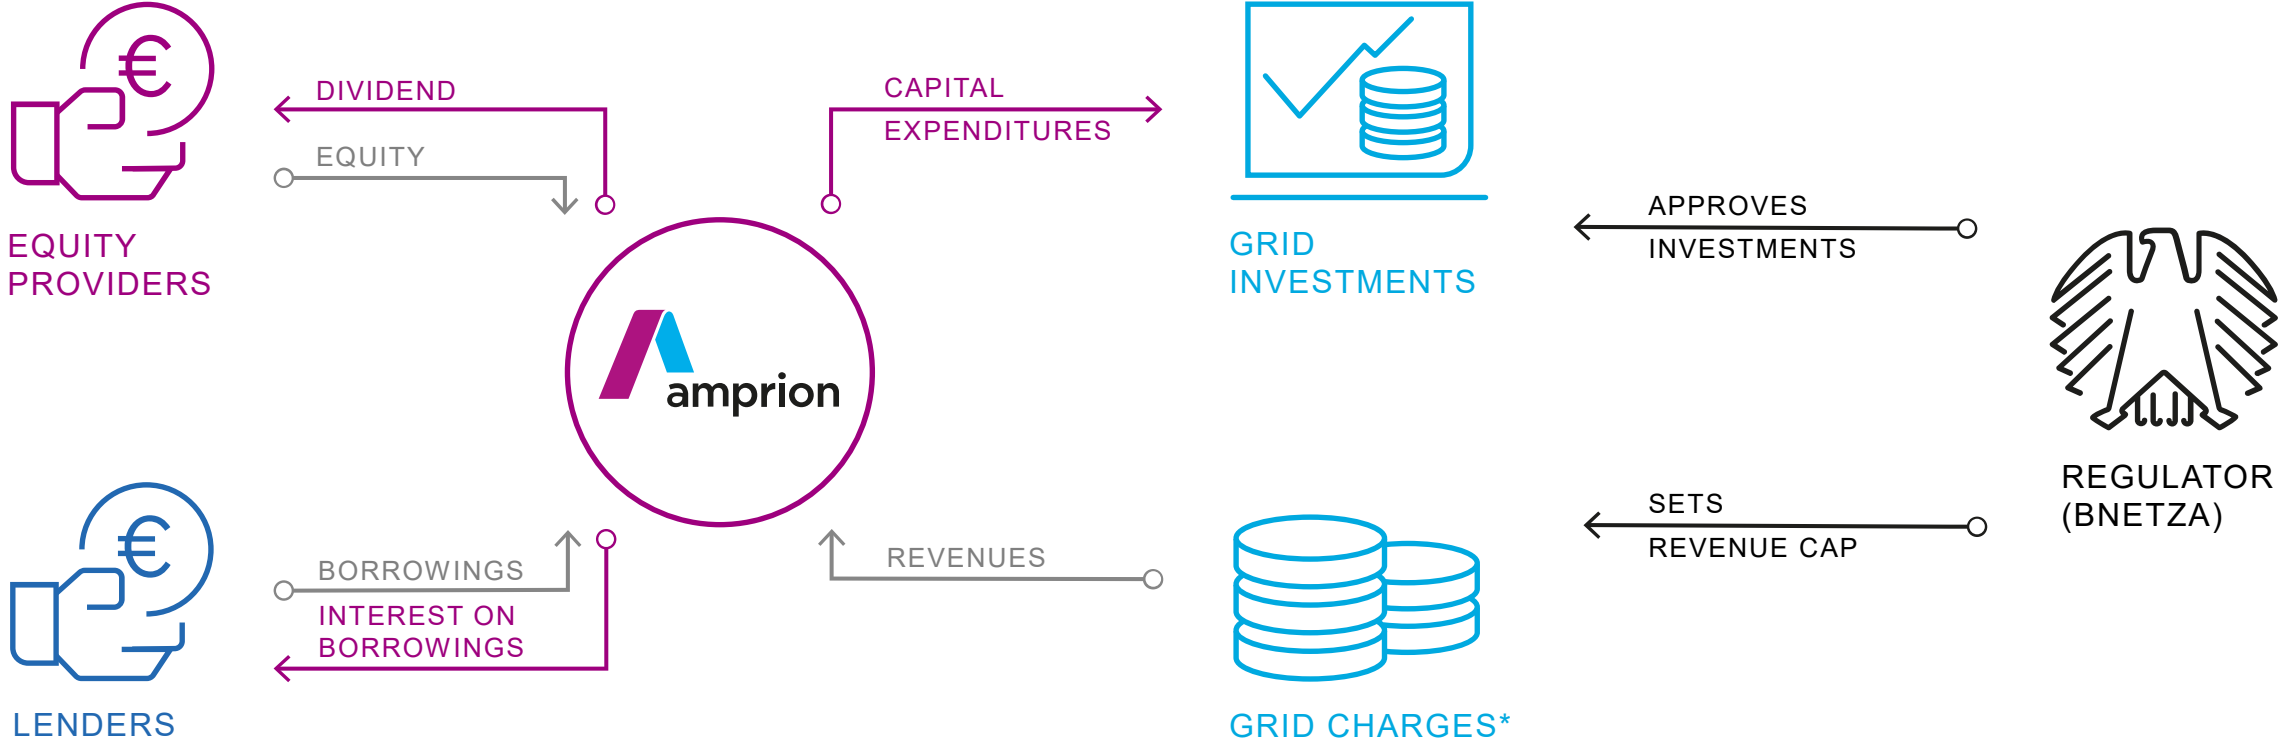 DIVIDEND
EQUITY
EQUITY
PROVIDERS
CAPITAL
EXPENDITURES
GRID
INVESTMENTS
APPROVES
INVESTMENTS
amprion
REGULATOR
(BNETZA)
SETS
REVENUE CAP
BORROWINGS
INTEREST ON
BORROWINGS
REVENUES
LENDERS
GRID CHARGES*